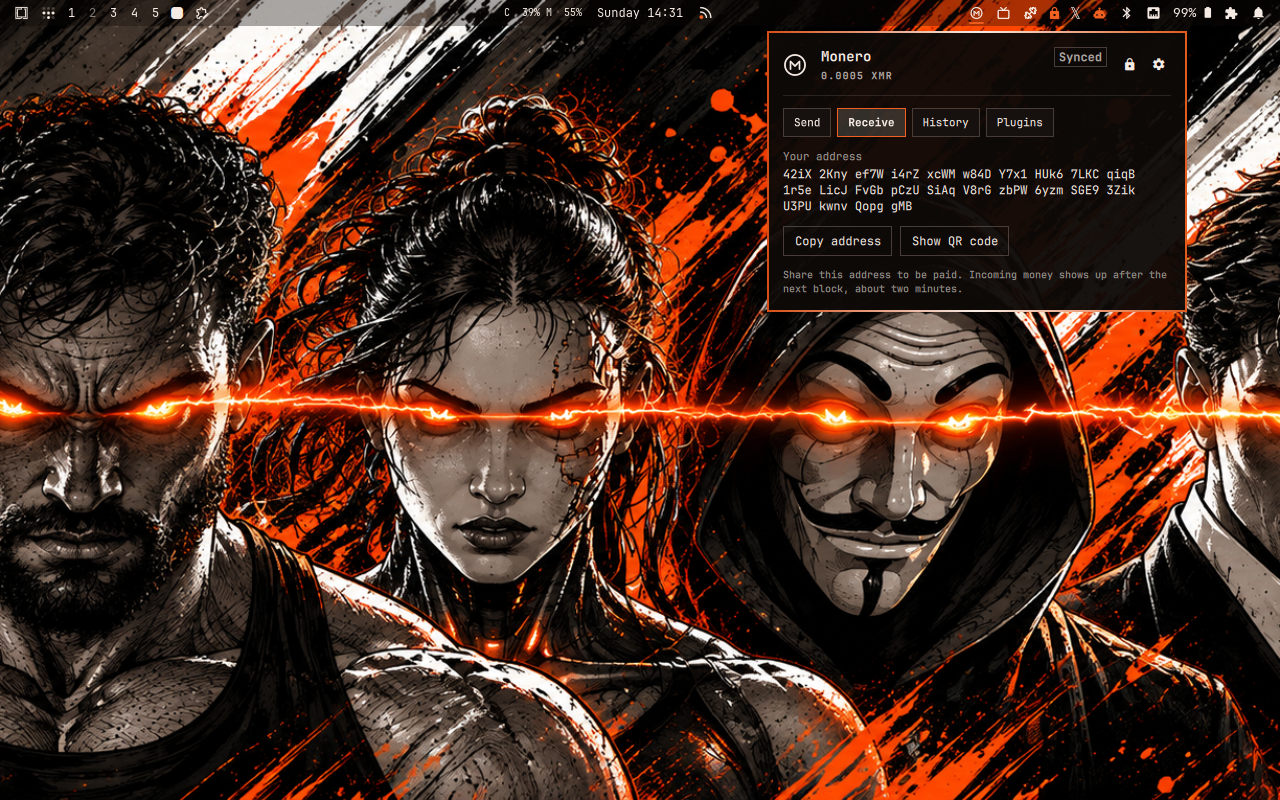 1 2 3 4 5
C 39% M 55%
Sunday 14:31
99%
Monero
0.0005 XMR
Synced
Send Receive History Plugins
Your address
42iX 2Kny ef7W i4rZ xcWM w84D Y7x1 HUk6 7LKC qiqB
1r5e LicJ FvGb pCzU SiAq V8rG zbPW 6yzm SGE9 3Zik
U3PU kwnv Qopg gMB
Copy address Show QR code
Share this address to be paid. Incoming money shows up after the
next block, about two minutes.